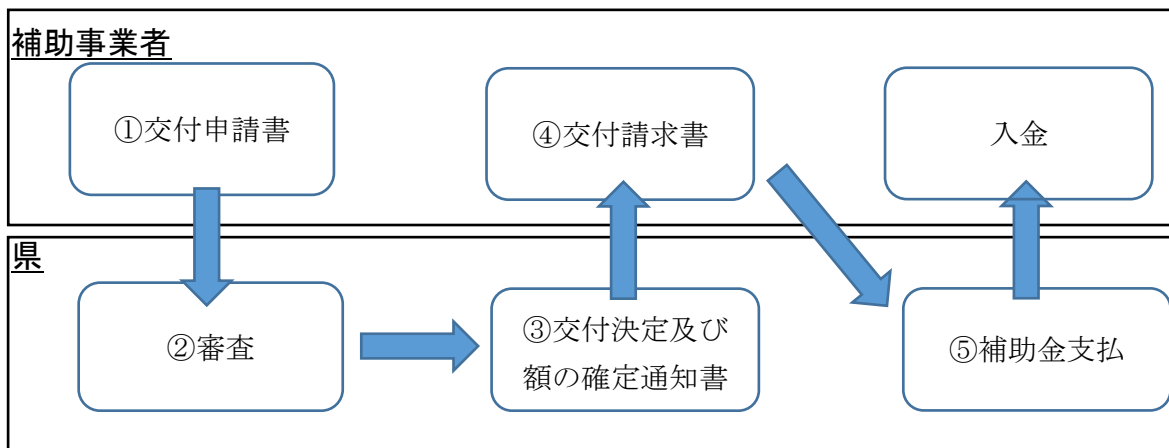 補助事業者
①交付申請書
④交付請求書
入金
県
②審査
③交付決定及び
額の確定通知書
⑤補助金支払